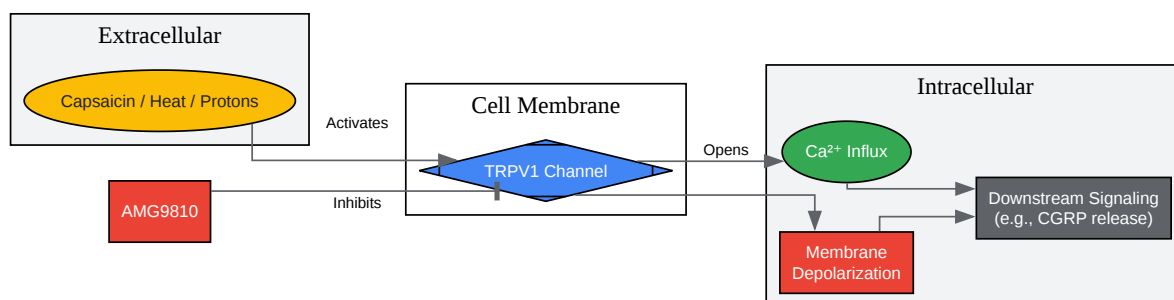 Extracellular
Capsaicin / Heat / Protons
Activates
Cell Membrane
TRPV1 Channel
AMG9810
Inhibits
Opens
Intracellular
Ca²⁺ Influx
Downstream Signaling
(e.g., CGRP release)
Membrane
Depolarization